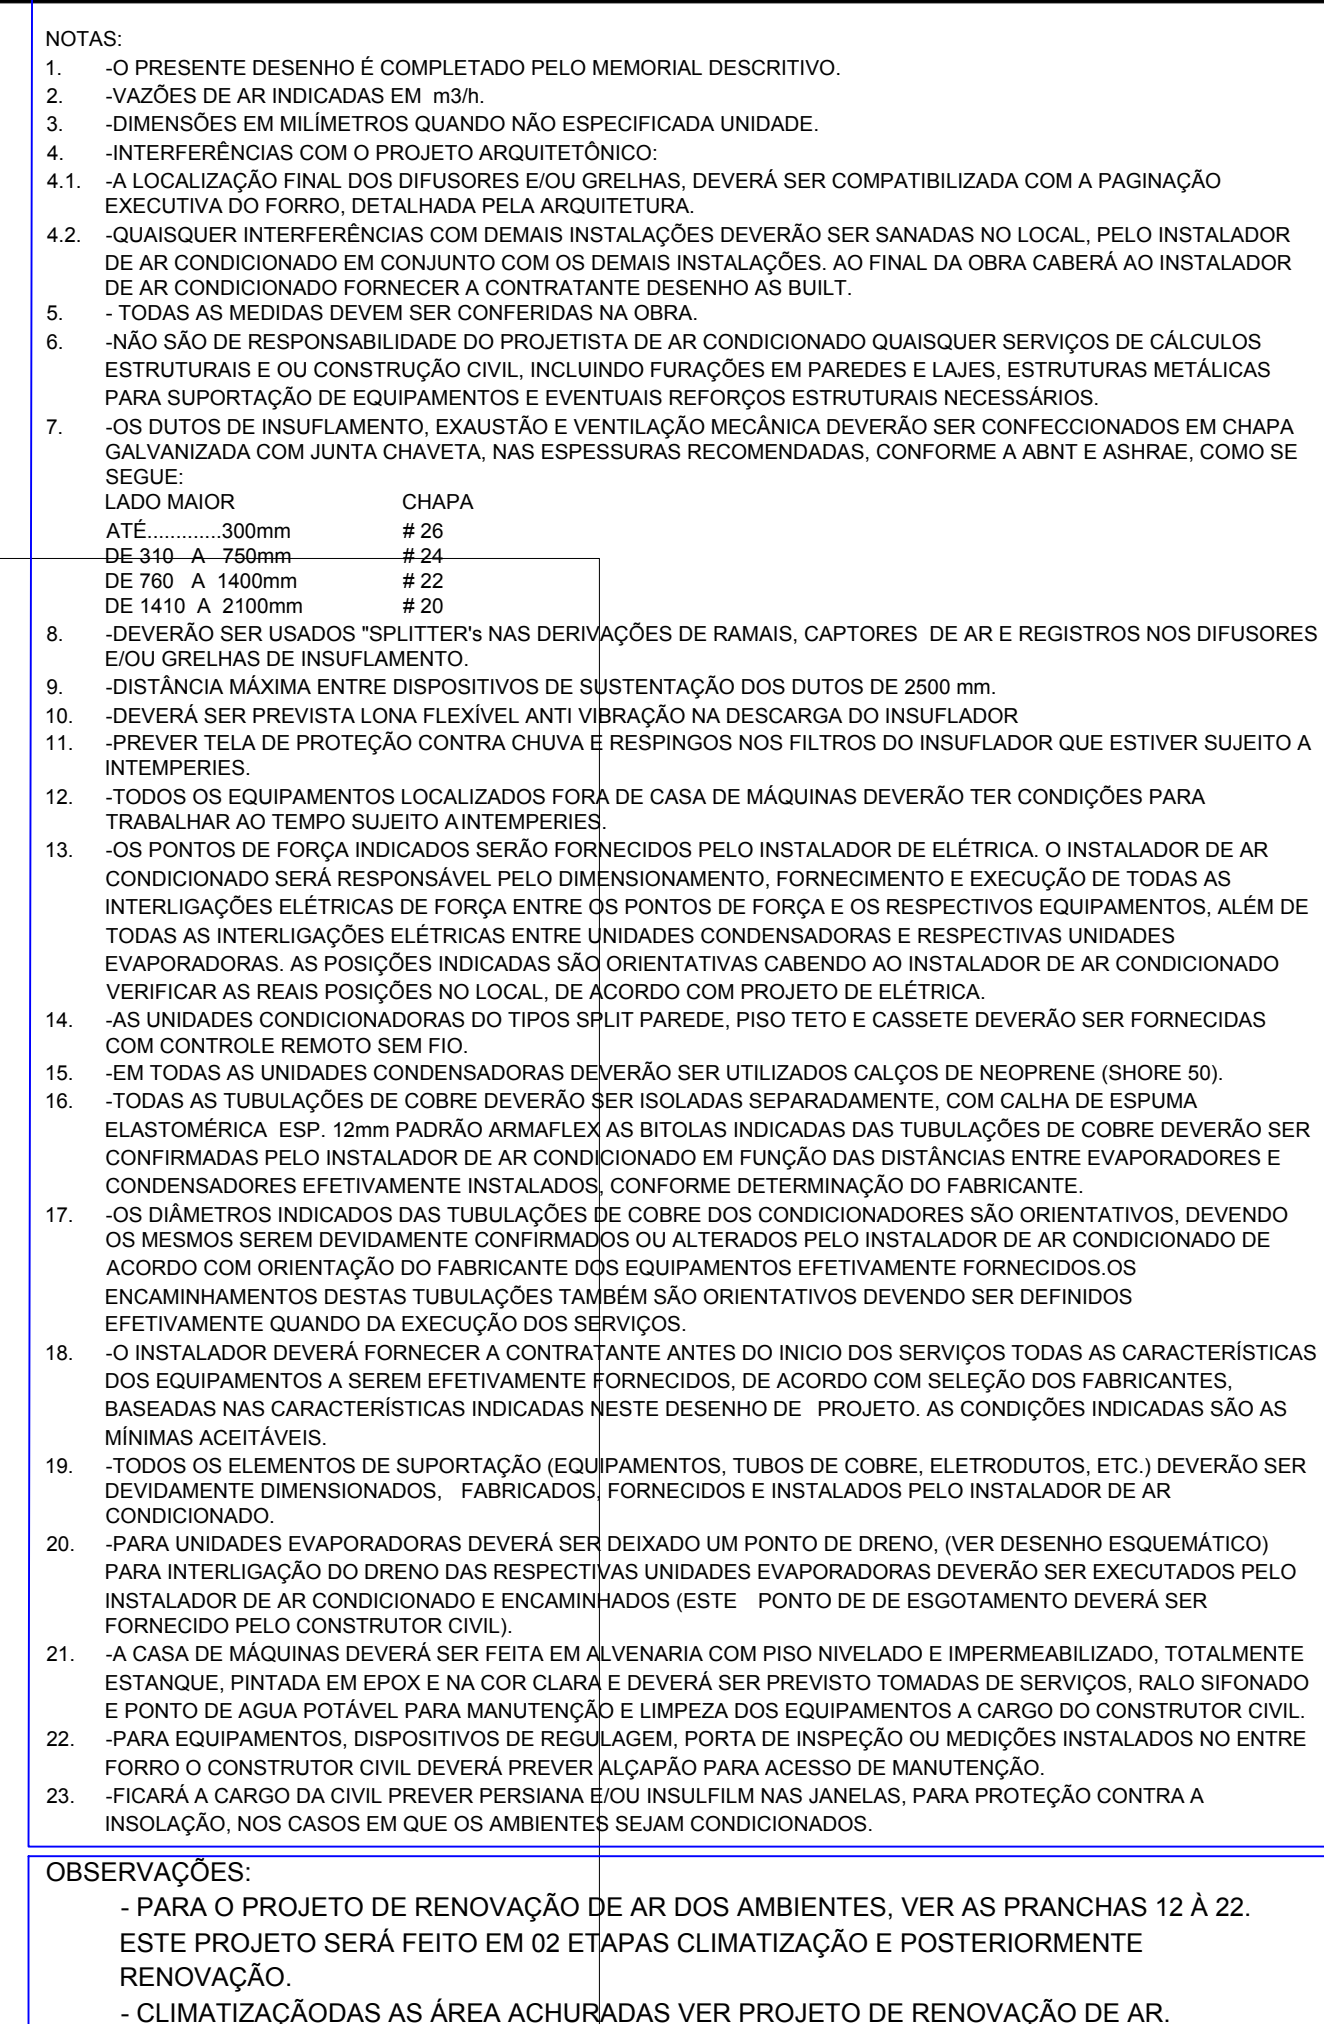 NOTAS:
1. -O PRESENTE DESENHO É COMPLETADO PELO MEMORIAL DESCRITIVO.
2. -VAZÕES DE AR INDICADAS EM m3/h.
3. -DIMENSÕES EM MILÍMETROS QUANDO NÃO ESPECIFICADA UNIDADE.
4. -INTERFERÊNCIAS COM O PROJETO ARQUITETÔNICO:
4.1. -A LOCALIZAÇÃO FINAL DOS DIFUSORES E/OU GRELHAS, DEVERÁ SER COMPATIBILIZADA COM A PAGINAÇÃO
EXECUTIVA DO FORRO, DETALHADA PELA ARQUITETURA.
4.2. -QUAISQUER INTERFERÊNCIAS COM DEMAIS INSTALAÇÕES DEVERÃO SER SANADAS NO LOCAL, PELO INSTALADOR
DE AR CONDICIONADO EM CONJUNTO COM OS DEMAIS INSTALAÇÕES. AO FINAL DA OBRA CABERÁ AO INSTALADOR
DE AR CONDICIONADO FORNECER A CONTRATANTE DESENHO AS BUILT.
5. - TODAS AS MEDIDAS DEVEM SER CONFERIDAS NA OBRA.
6. -NÃO SÃO DE RESPONSABILIDADE DO PROJETISTA DE AR CONDICIONADO QUAISQUER SERVIÇOS DE CÁLCULOS
ESTRUTURAIS E OU CONSTRUÇÃO CIVIL, INCLUINDO FURAÇÕES EM PAREDES E LAJES, ESTRUTURAS METÁLICAS
PARA SUPORTAÇÃO DE EQUIPAMENTOS E EVENTUAIS REFORÇOS ESTRUTURAIS NECESSÁRIOS.
7. -OS DUTOS DE INSUFLAMENTO, EXAUSTÃO E VENTILAÇÃO MECÂNICA DEVERÃO SER CONFECCIONADOS EM CHAPA
GALVANIZADA COM JUNTA CHAVETA, NAS ESPESSURAS RECOMENDADAS, CONFORME A ABNT E ASHRAE, COMO SE
SEGUE:
LADO MAIOR CHAPA
ATÉ.............300mm # 26
DE 310 A 750mm # 24
DE 760 A 1400mm # 22
DE 1410 A 2100mm # 20
8. -DEVERÃO SER USADOS "SPLITTER's NAS DERIVAÇÕES DE RAMAIS, CAPTORES DE AR E REGISTROS NOS DIFUSORES
E/OU GRELHAS DE INSUFLAMENTO.
9. -DISTÂNCIA MÁXIMA ENTRE DISPOSITIVOS DE SUSTENTAÇÃO DOS DUTOS DE 2500 mm.
10. -DEVERÁ SER PREVISTA LONA FLEXÍVEL ANTI VIBRAÇÃO NA DESCARGA DO INSUFLADOR
11. -PREVER TELA DE PROTEÇÃO CONTRA CHUVA E RESPINGOS NOS FILTROS DO INSUFLADOR QUE ESTIVER SUJEITO A
INTEMPERIES.
12. -TODOS OS EQUIPAMENTOS LOCALIZADOS FORA DE CASA DE MÁQUINAS DEVERÃO TER CONDIÇÕES PARA
TRABALHAR AO TEMPO SUJEITO A INTEMPERIES.
13. -OS PONTOS DE FORÇA INDICADOS SERÃO FORNECIDOS PELO INSTALADOR DE ELÉTRICA. O INSTALADOR DE AR
CONDICIONADO SERÁ RESPONSÁVEL PELO DIMENSIONAMENTO, FORNECIMENTO E EXECUÇÃO DE TODAS AS
INTERLIGAÇÕES ELÉTRICAS DE FORÇA ENTRE OS PONTOS DE FORÇA E OS RESPECTIVOS EQUIPAMENTOS, ALÉM DE
TODAS AS INTERLIGAÇÕES ELÉTRICAS ENTRE UNIDADES CONDENSADORAS E RESPECTIVAS UNIDADES
EVAPORADORAS. AS POSIÇÕES INDICADAS SÃO ORIENTATIVAS CABENDO AO INSTALADOR DE AR CONDICIONADO
VERIFICAR AS REAIS POSIÇÕES NO LOCAL, DE ACORDO COM PROJETO DE ELÉTRICA.
14. -AS UNIDADES CONDICIONADORAS DO TIPOS SPLIT PAREDE, PISO TETO E CASSETE DEVERÃO SER FORNECIDAS
COM CONTROLE REMOTO SEM FIO.
15. -EM TODAS AS UNIDADES CONDENSADORAS DEVERÃO SER UTILIZADOS CALÇOS DE NEOPRENE (SHORE 50).
16. -TODAS AS TUBULAÇÕES DE COBRE DEVERÃO SER ISOLADAS SEPARADAMENTE, COM CALHA DE ESPUMA
ELASTOMÉRICA ESP. 12mm PADRÃO ARMAFLEX AS BITOLAS INDICADAS DAS TUBULAÇÕES DE COBRE DEVERÃO SER
CONFIRMADAS PELO INSTALADOR DE AR CONDICIONADO EM FUNÇÃO DAS DISTÂNCIAS ENTRE EVAPORADORES E
CONDENSADORES EFETIVAMENTE INSTALADOS, CONFORME DETERMINAÇÃO DO FABRICANTE.
17. -OS DIÂMETROS INDICADOS DAS TUBULAÇÕES DE COBRE DOS CONDICIONADORES SÃO ORIENTATIVOS, DEVENDO
OS MESMOS SEREM DEVIDAMENTE CONFIRMADOS OU ALTERADOS PELO INSTALADOR DE AR CONDICIONADO DE
ACORDO COM ORIENTAÇÃO DO FABRICANTE DOS EQUIPAMENTOS EFETIVAMENTE FORNECIDOS.OS
ENCAMINHAMENTOS DESTAS TUBULAÇÕES TAMBÉM SÃO ORIENTATIVOS DEVENDO SER DEFINIDOS
EFETIVAMENTE QUANDO DA EXECUÇÃO DOS SERVIÇOS.
18. -O INSTALADOR DEVERÁ FORNECER A CONTRATANTE ANTES DO INICIO DOS SERVIÇOS TODAS AS CARACTERÍSTICAS
DOS EQUIPAMENTOS A SEREM EFETIVAMENTE FORNECIDOS, DE ACORDO COM SELEÇÃO DOS FABRICANTES,
BASEADAS NAS CARACTERÍSTICAS INDICADAS NESTE DESENHO DE PROJETO. AS CONDIÇÕES INDICADAS SÃO AS
MÍNIMAS ACEITÁVEIS.
19. -TODOS OS ELEMENTOS DE SUPORTAÇÃO (EQUIPAMENTOS, TUBOS DE COBRE, ELETRODUTOS, ETC.) DEVERÃO SER
DEVIDAMENTE DIMENSIONADOS, FABRICADOS, FORNECIDOS E INSTALADOS PELO INSTALADOR DE AR
CONDICIONADO.
20. -PARA UNIDADES EVAPORADORAS DEVERÁ SER DEIXADO UM PONTO DE DRENO, (VER DESENHO ESQUEMÁTICO)
PARA INTERLIGAÇÃO DO DRENO DAS RESPECTIVAS UNIDADES EVAPORADORAS DEVERÃO SER EXECUTADOS PELO
INSTALADOR DE AR CONDICIONADO E ENCAMINHADOS (ESTE PONTO DE DE ESGOTAMENTO DEVERÁ SER
FORNECIDO PELO CONSTRUTOR CIVIL).
21. -A CASA DE MÁQUINAS DEVERÁ SER FEITA EM ALVENARIA COM PISO NIVELADO E IMPERMEABILIZADO, TOTALMENTE
ESTANQUE, PINTADA EM EPOX E NA COR CLARA E DEVERÁ SER PREVISTO TOMADAS DE SERVIÇOS, RALO SIFONADO
E PONTO DE AGUA POTÁVEL PARA MANUTENÇÃO E LIMPEZA DOS EQUIPAMENTOS A CARGO DO CONSTRUTOR CIVIL.
22. -PARA EQUIPAMENTOS, DISPOSITIVOS DE REGULAGEM, PORTA DE INSPEÇÃO OU MEDIÇÕES INSTALADOS NO ENTRE
FORRO O CONSTRUTOR CIVIL DEVERÁ PREVER ALÇAPÃO PARA ACESSO DE MANUTENÇÃO.
23. -FICARÁ A CARGO DA CIVIL PREVER PERSIANA E/OU INSULFILM NAS JANELAS, PARA PROTEÇÃO CONTRA A
INSOLAÇÃO, NOS CASOS EM QUE OS AMBIENTES SEJAM CONDICIONADOS.
OBSERVAÇÕES:
- PARA O PROJETO DE RENOVAÇÃO DE AR DOS AMBIENTES, VER AS PRANCHAS 12 À 22.
ESTE PROJETO SERÁ FEITO EM 02 ETAPAS CLIMATIZAÇÃO E POSTERIORMENTE
RENOVAÇÃO.
- CLIMATIZAÇÃODAS AS ÁREA ACHURADAS VER PROJETO DE RENOVAÇÃO DE AR.